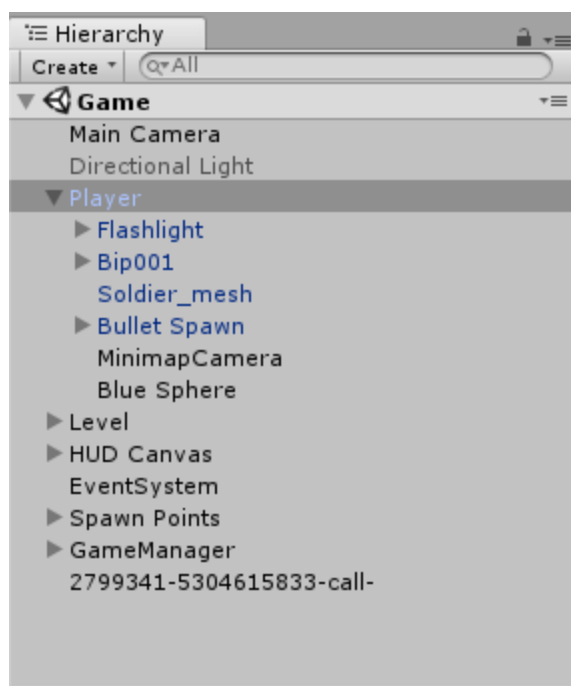 Hierarchy
Create All
Game
Main Camera
Directional Light
Player
Flashlight
Bip001
Soldier_mesh
Bullet Spawn
MinimapCamera
Blue Sphere
Level
HUD Canvas
EventSystem
Spawn Points
GameManager
2799341-5304615833-call-